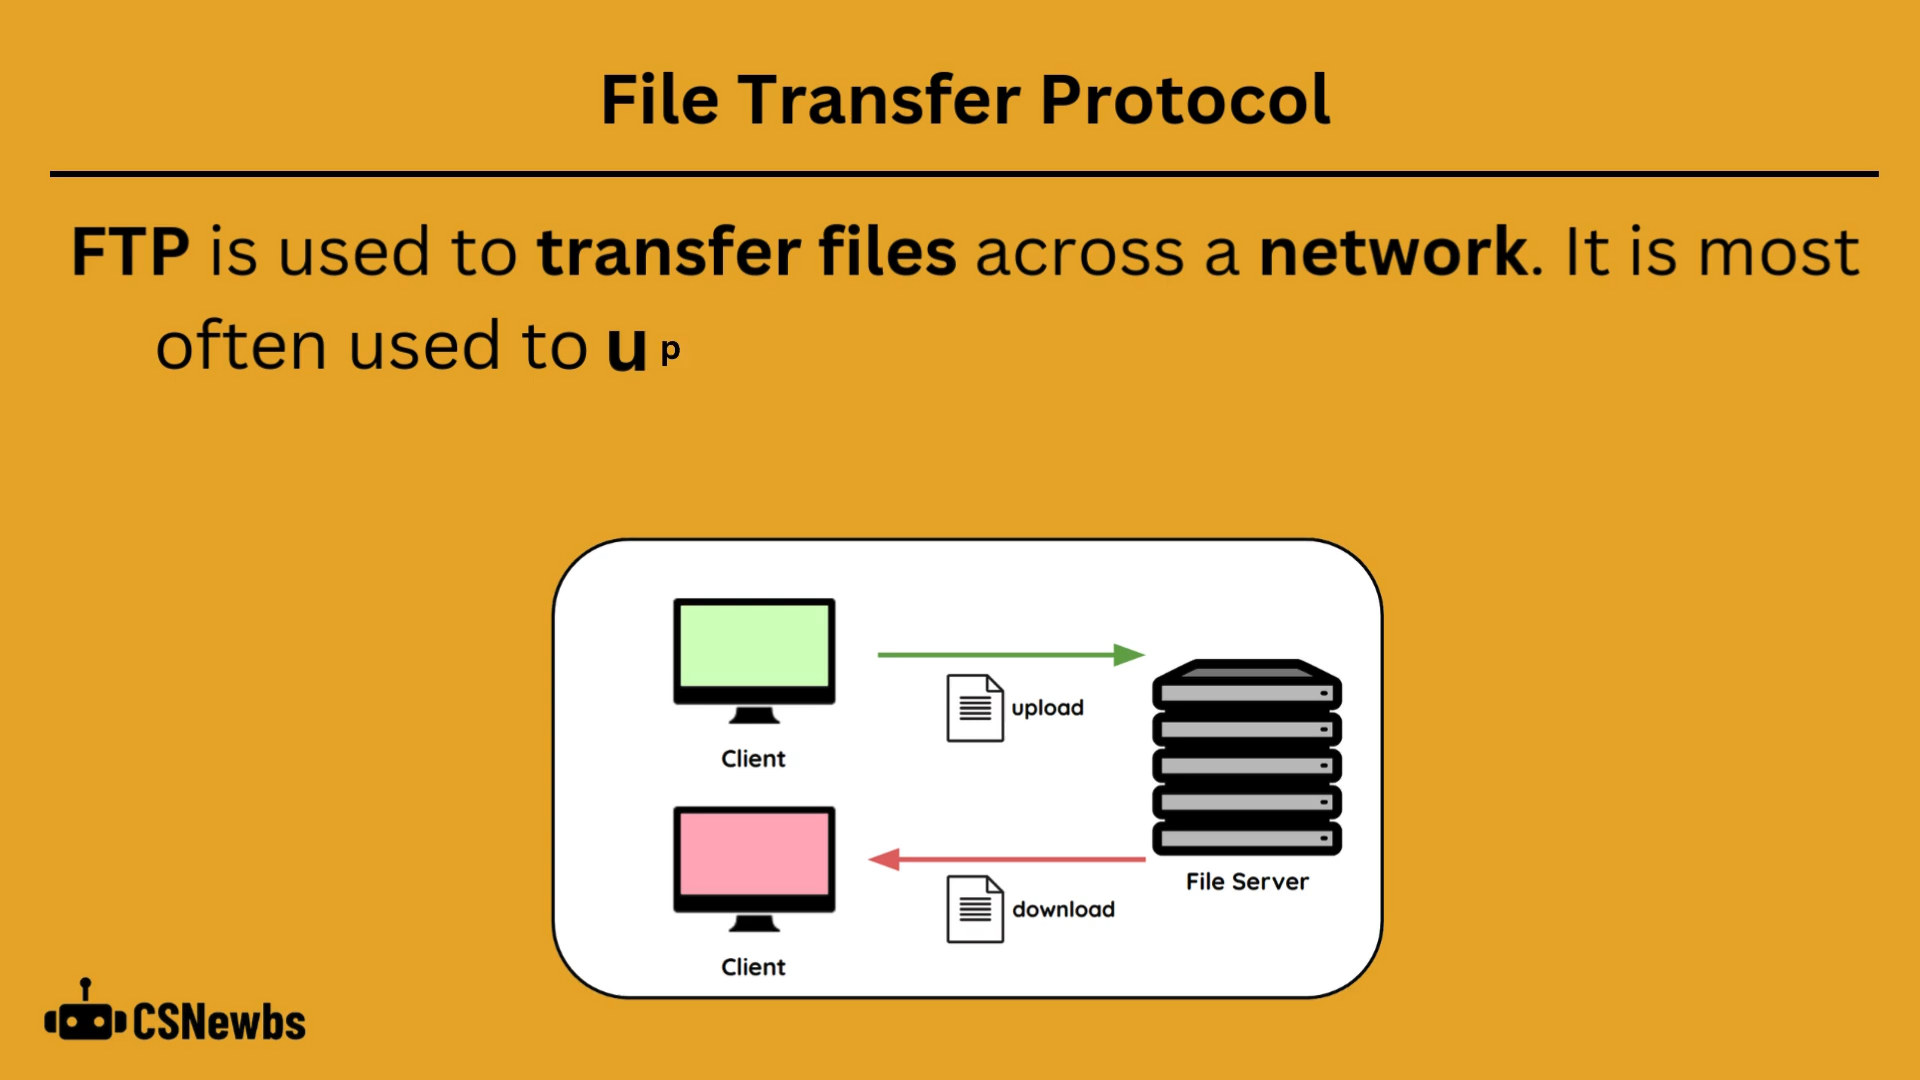 File Transfer Protocol
FTP is used to transfer files across a network. It is most
often used to up
upload
Client
File Server
download
Client
CSNewbs